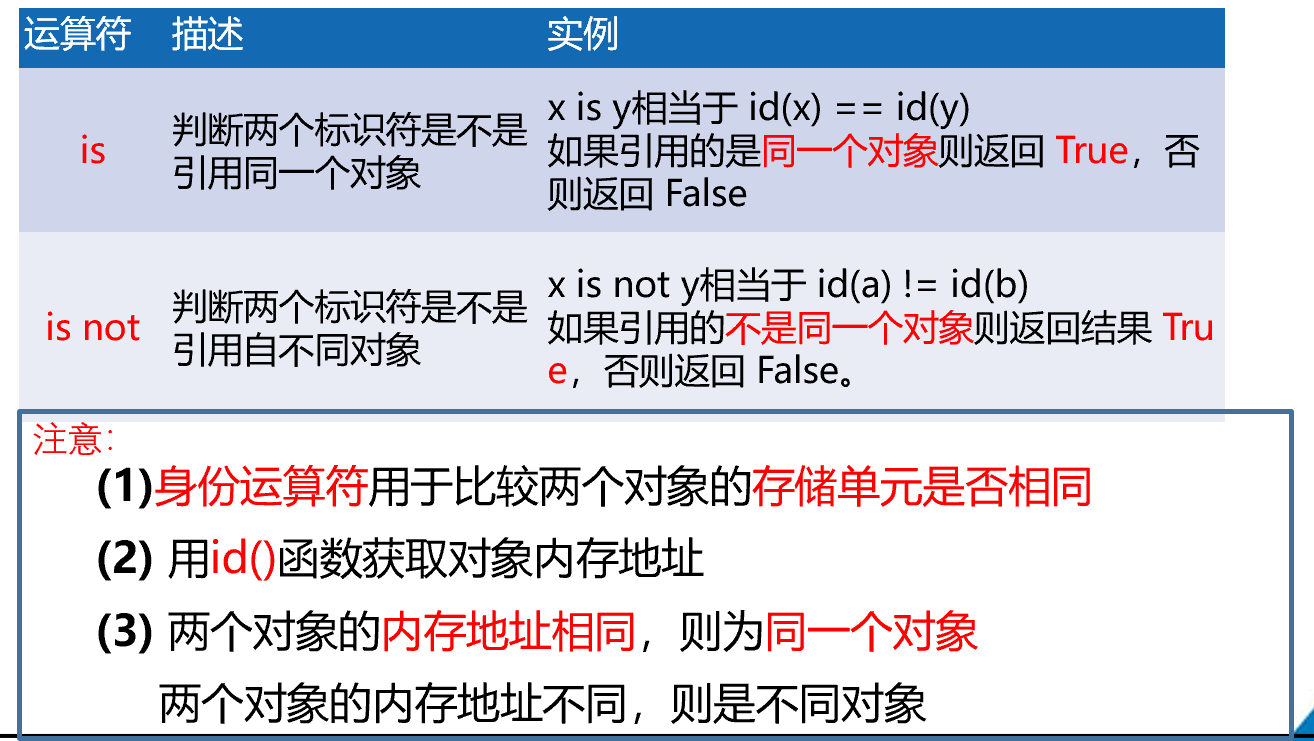 运算符 描述 实例
is
判断两个标识符是不是
引用同一个对象
x is y相当于 id(x) == id(y)
如果引用的是同一个对象则返回 True，否
则返回 False
is not
判断两个标识符是不是
引用自不同对象
x is not y相当于 id(a) != id(b)
如果引用的不是同一个对象则返回结果 Tru
e，否则返回 False。
注意：
(1)身份运算符用于比较两个对象的存储单元是否相同
(2) 用id()函数获取对象内存地址
(3) 两个对象的内存地址相同，则为同一个对象
两个对象的内存地址不同，则是不同对象